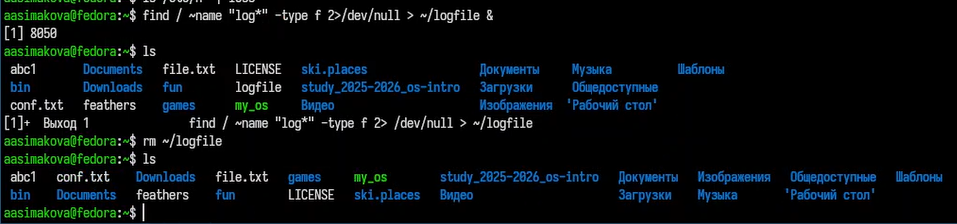 aasimakova@fedora:~$ find / ~name "log*" -type f 2>/dev/null > ~/logfile &
[1] 8050
aasimakova@fedora:~$ ls
abc1 Documents file.txt LICENSE ski.places Документы Музыка Шаблоны
bin Downloads fun logfile study_2025-2026_os-intro Загрузки Общедоступные
conf.txt feathers games my_os Видео Изображения 'Рабочий стол'
[1]+ Выход 1 find / ~name "log*" -type f 2> /dev/null > ~/logfile
aasimakova@fedora:~$ rm ~/logfile
aasimakova@fedora:~$ ls
abc1 conf.txt Downloads file.txt games my_os study_2025-2026_os-intro Документы Изображения Общедоступные Шаблоны
bin Documents feathers fun LICENSE ski.places Видео Загрузки Музыка 'Рабочий стол'
aasimakova@fedora:~$